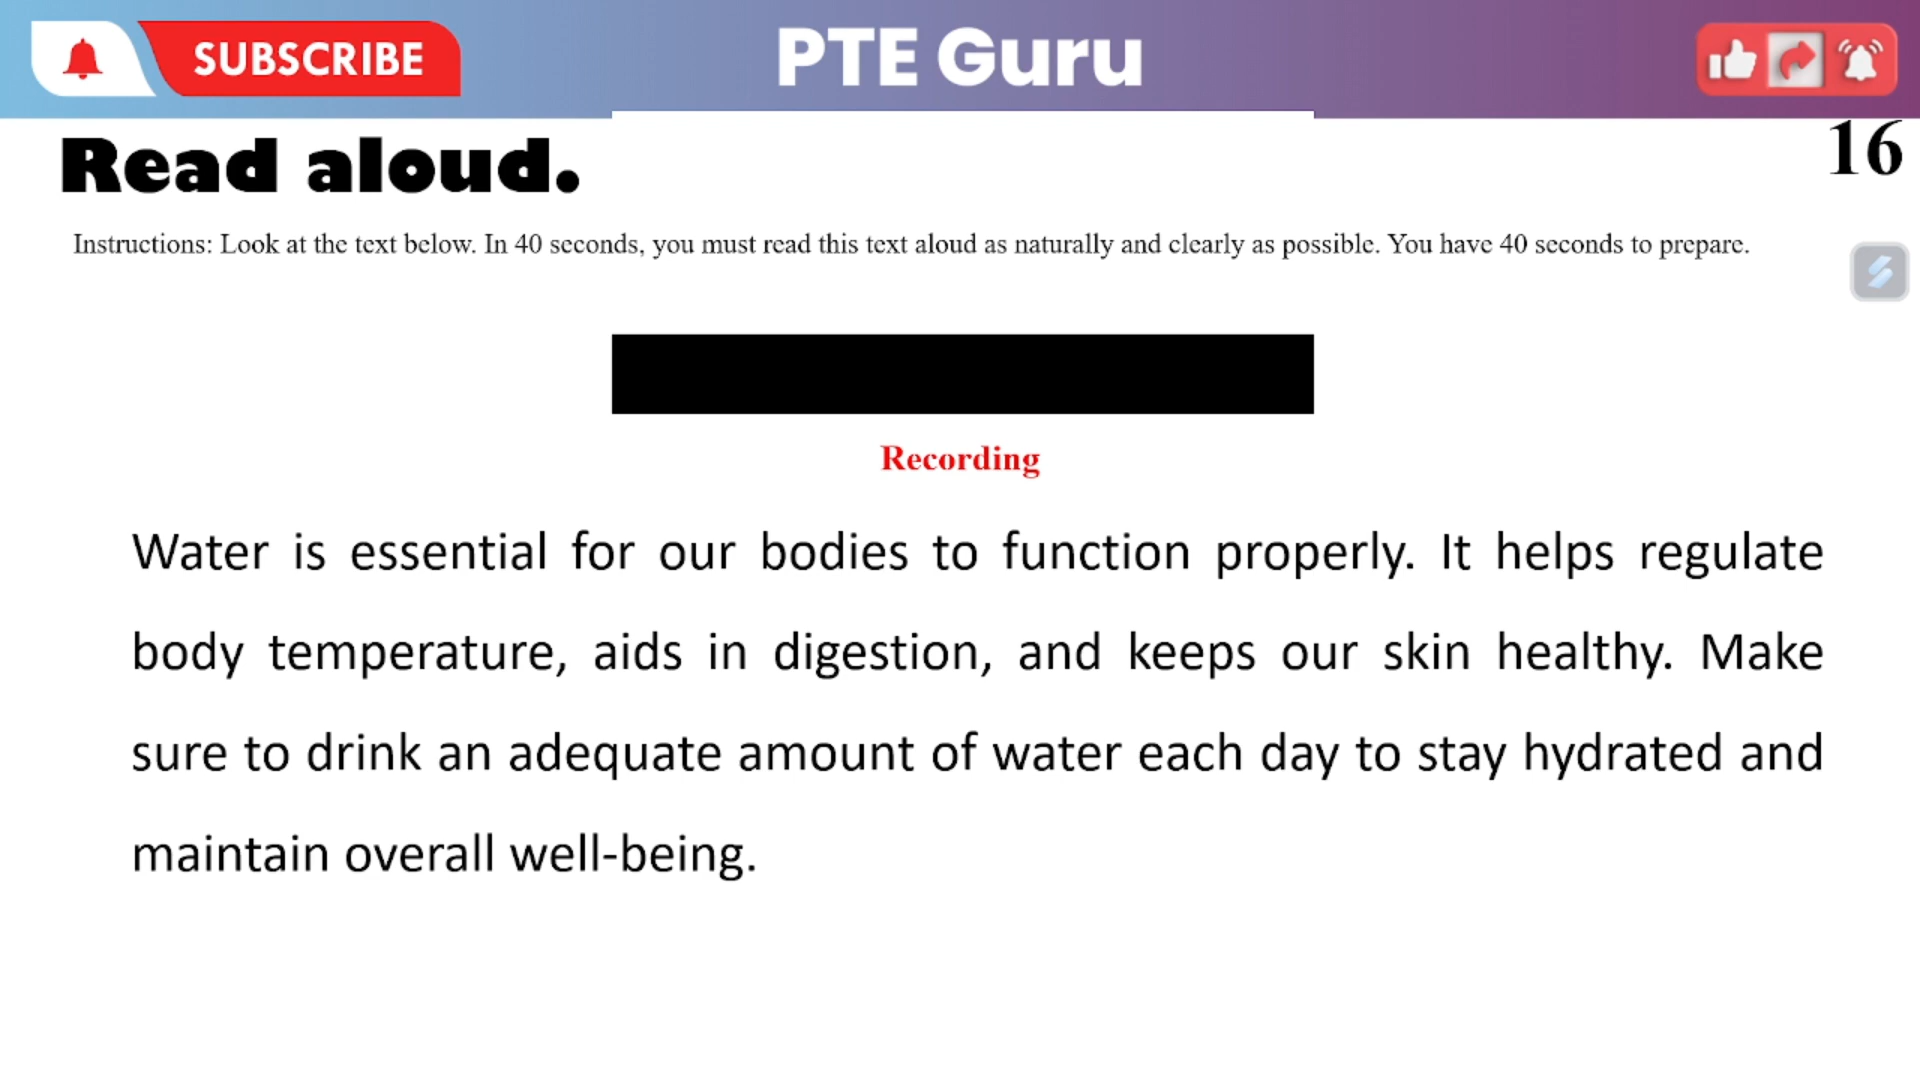 SUBSCRIBE
PTE Guru
Read aloud.
16
Instructions: Look at the text below. In 40 seconds, you must read this text aloud as naturally and clearly as possible. You have 40 seconds to prepare.
Recording
Water is essential for our bodies to function properly. It helps regulate
body temperature, aids in digestion, and keeps our skin healthy. Make
sure to drink an adequate amount of water each day to stay hydrated and
maintain overall well-being.